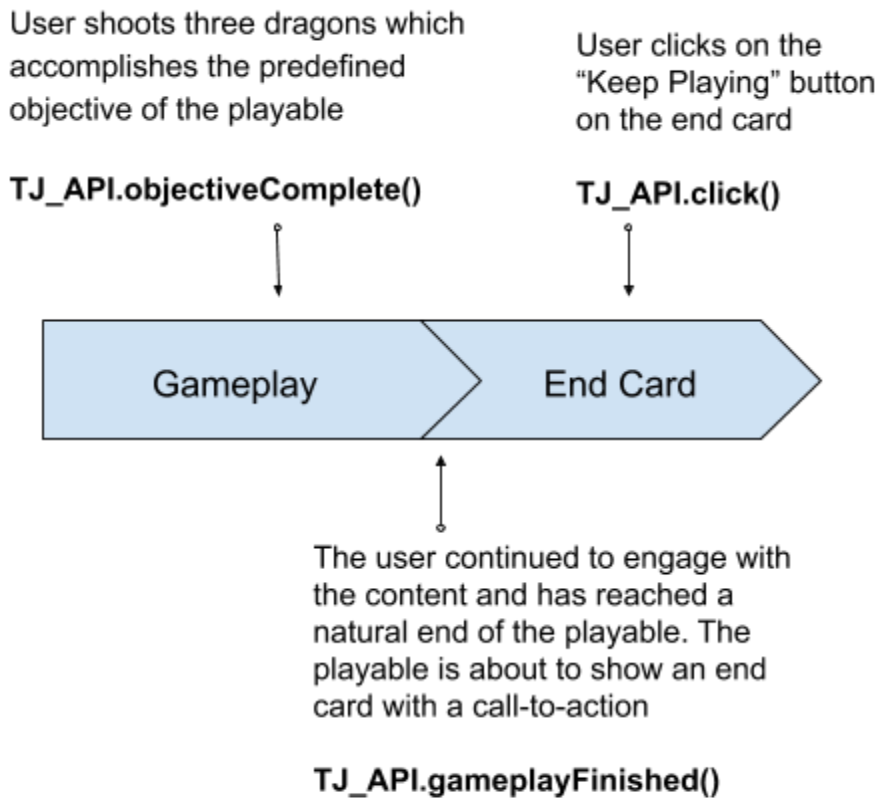 User shoots three dragons which
accomplishes the predefined
objective of the playable
TJ_API.objectiveComplete()
User clicks on the
“Keep Playing” button
on the end card
TJ_API.click()
Gameplay
End Card
The user continued to engage with
the content and has reached a
natural end of the playable. The
playable is about to show an end
card with a call-to-action
TJ_API.gameplayFinished()